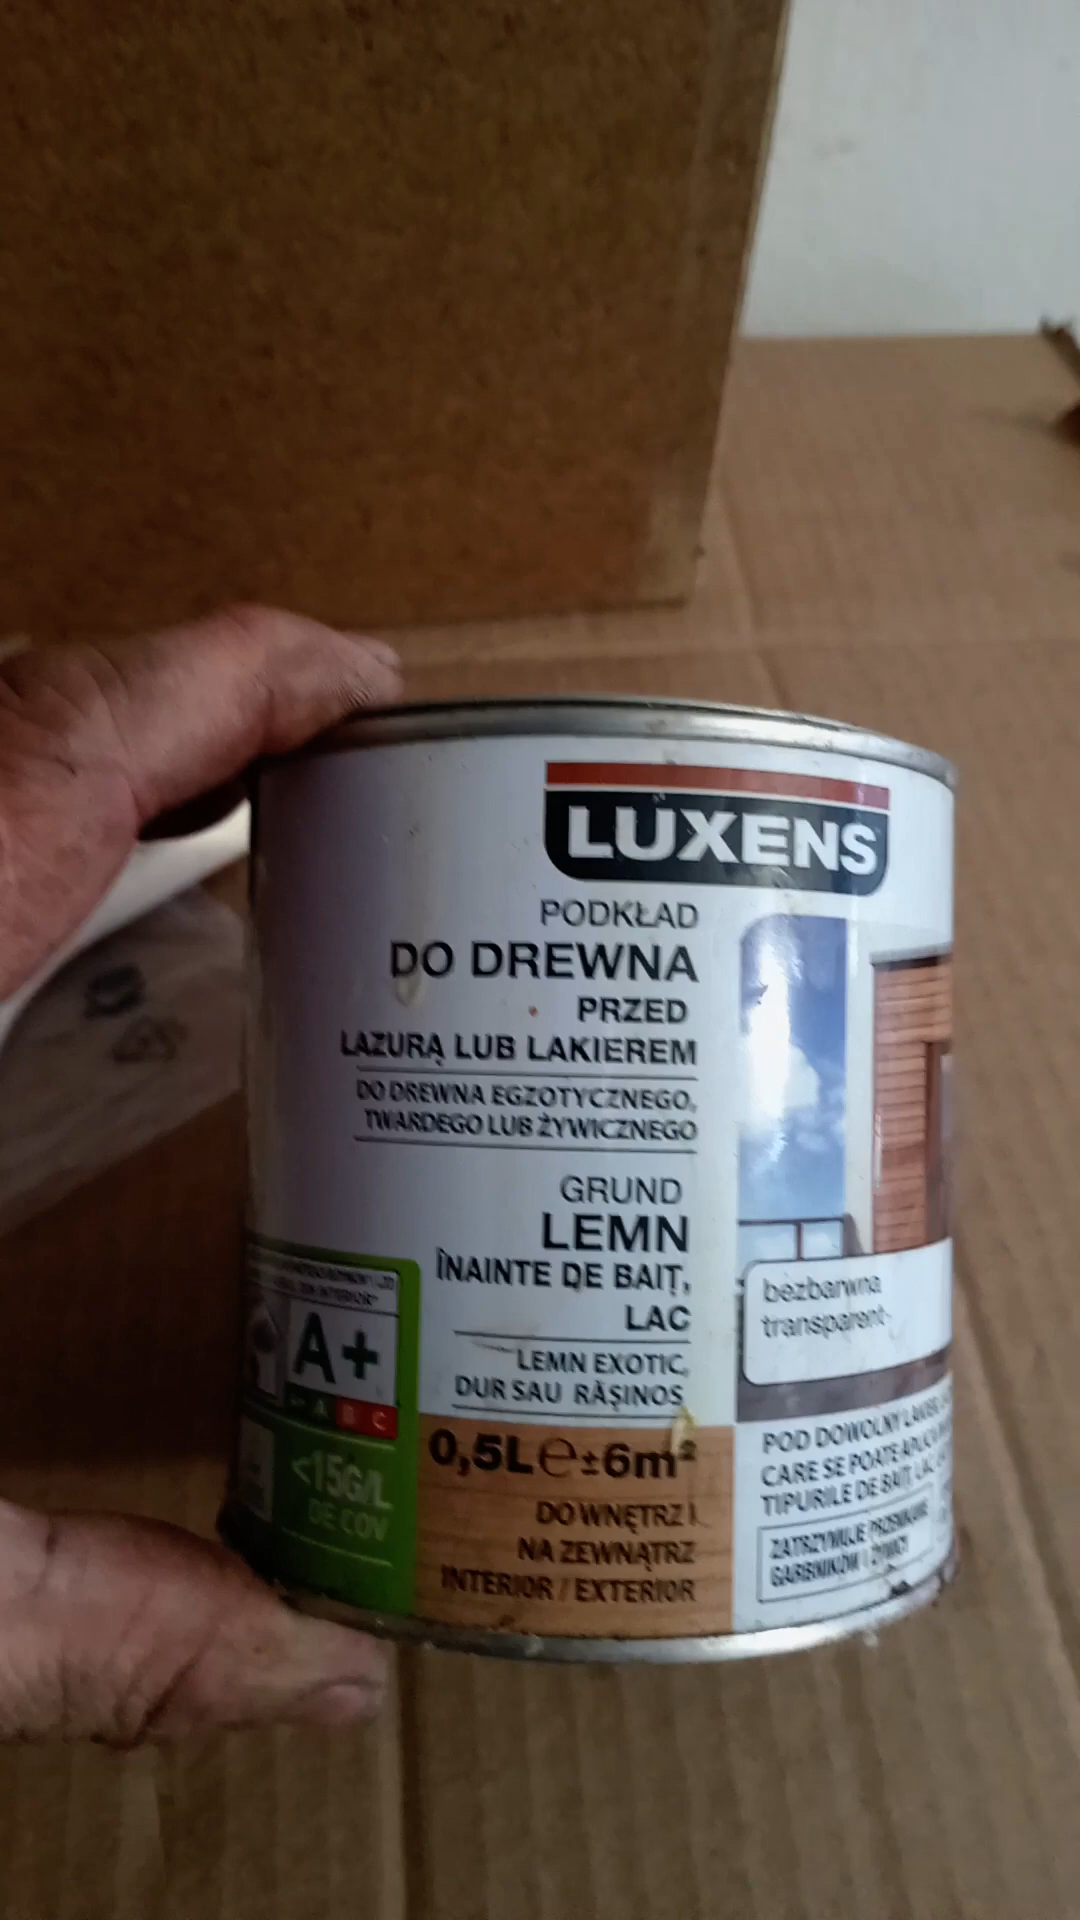 LUXENS
PODKŁAD
DO DREWNA
PRZED
LAZURĄ LUB LAKIEREM
DO DREWNA EGZOTYCZNEGO,
TWARDEGO LUB ŻYWICZNEGO
GRUND
LEMN
ÎNAINTE DE BAIȚ,
LAC
LEMN EXOTIC,
DUR SAU RĂȘINOS
0,5L e ±6m²
DO WNĘTRZ I
NA ZEWNĄTRZ
INTERIOR / EXTERIOR
A+
A+ A B C
<15G/L
DE COV
bezbarwna
transparent
POD DOWOLNY LAKIER
CARE SE POATE
TIPURILE DE BAIȚ, LAC
ZATRZYMUJE PRZENIKANIE
GARBNIKÓW I ŻYWICY